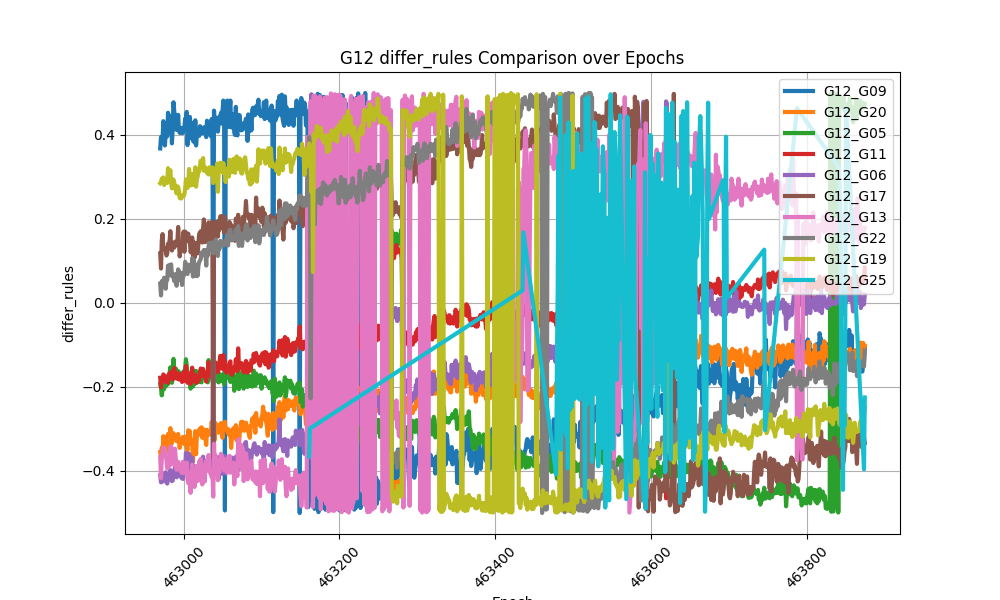 G12 differ_rules Comparison over Epochs
differ_rules
0.4
0.2
0.0
−0.2
−0.4
463000
463200
463400
463600
463800
Epoch
G12_G09
G12_G20
G12_G05
G12_G11
G12_G06
G12_G17
G12_G13
G12_G22
G12_G19
G12_G25